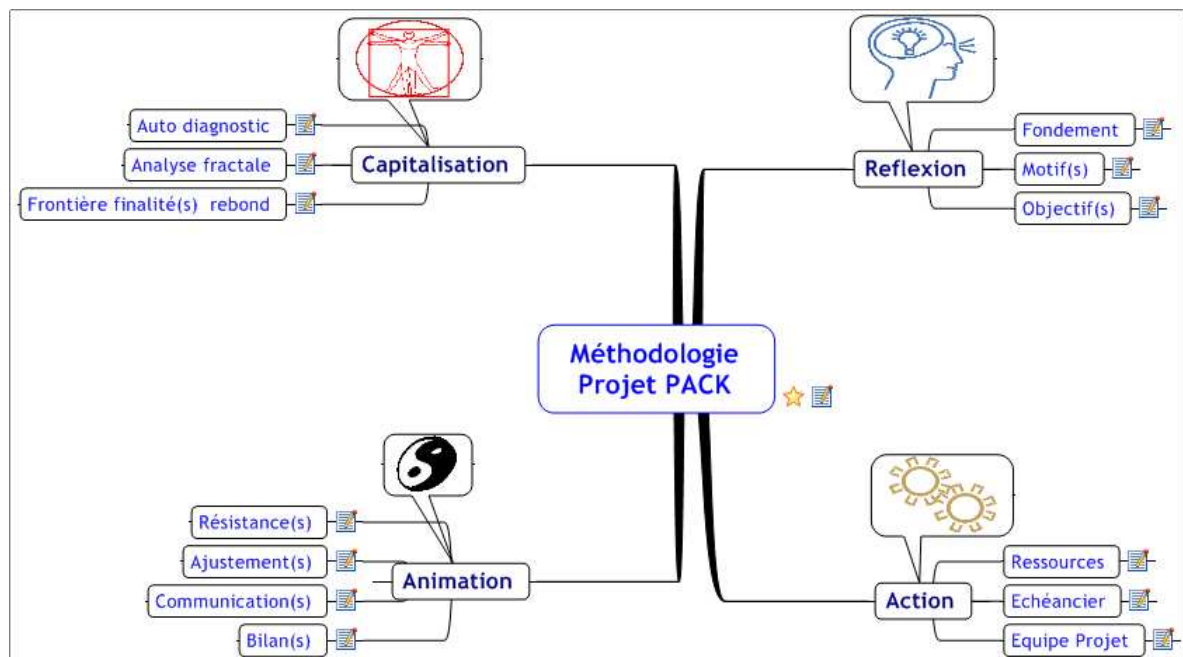 Méthodologie
Projet PACK
Reflexion
Fondement
Motif(s)
Objectif(s)
Action
Ressources
Echéancier
Equipe Projet
Animation
Résistance(s)
Ajustement(s)
Communication(s)
Bilan(s)
Capitalisation
Auto diagnostic
Analyse fractale
Frontière finalité(s) rebond